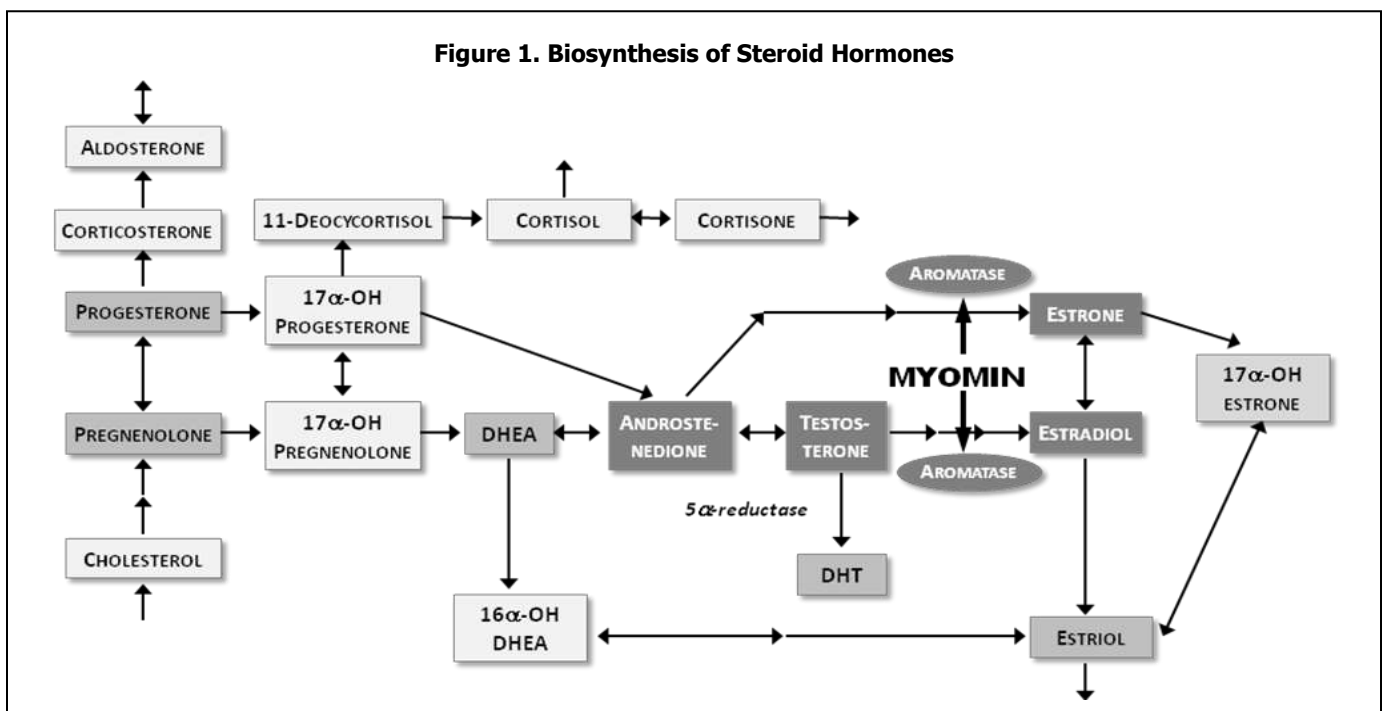 Figure 1. Biosynthesis of Steroid Hormones
ALDOSTERONE
CORTICOSTERONE
11-DEOCYCORTISOL
CORTISOL
CORTISONE
PROGESTERONE
17α-OH
PROGESTERONE
AROMATASE
ESTRONE
MYOMIN
17α-OH
ESTRONE
PREGNENOLONE
17α-OH
PREGNENOLONE
DHEA
ANDROSTE-
NEDIONE
TESTOS-
TERONE
ESTRADIOL
AROMATASE
5α-reductase
CHOLESTEROL
DHT
16α-OH
DHEA
ESTRIOL